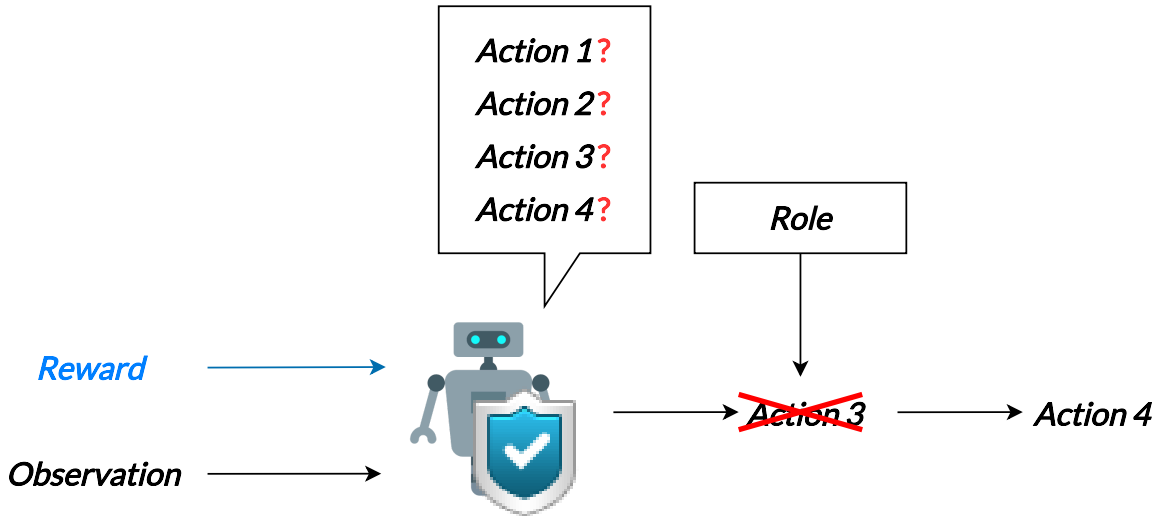 Action 1?
Action 2?
Action 3?
Action 4?
Role
Reward
Observation
Action 3
Action 4